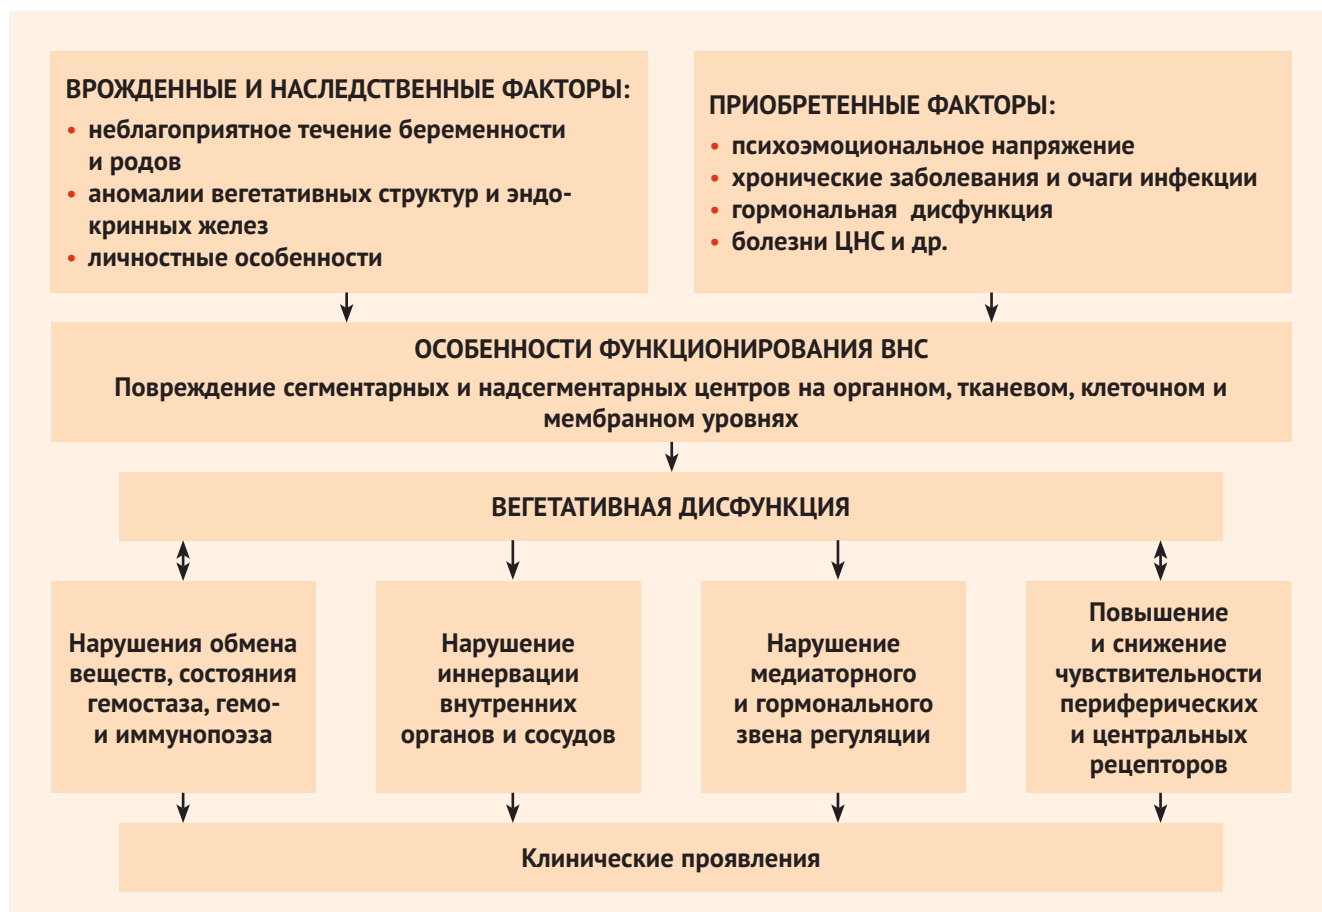 ВРОЖДЕННЫЕ И НАСЛЕДСТВЕННЫЕ ФАКТОРЫ:
• неблагоприятное течение беременности
и родов
• аномалии вегетативных структур и эндо-
кринных желез
• личностные особенности
ПРИОБРЕТЕННЫЕ ФАКТОРЫ:
• психоэмоциональное напряжение
• хронические заболевания и очаги инфекции
• гормональная дисфункция
• болезни ЦНС и др.
ОСОБЕННОСТИ ФУНКЦИОНИРОВАНИЯ ВНС
Повреждение сегментарных и надсегментарных центров на органном, тканевом, клеточном и
мембранном уровнях
ВЕГЕТАТИВНАЯ ДИСФУНКЦИЯ
Нарушения обмена
веществ, состояния
гемостаза, гемо-
и иммунопоэза
Нарушение
иннервации
внутренних
органов и сосудов
Нарушение
медиаторного
и гормонального
звена регуляции
Повышение
и снижение
чувствительности
периферических
и центральных
рецепторов
Клинические проявления